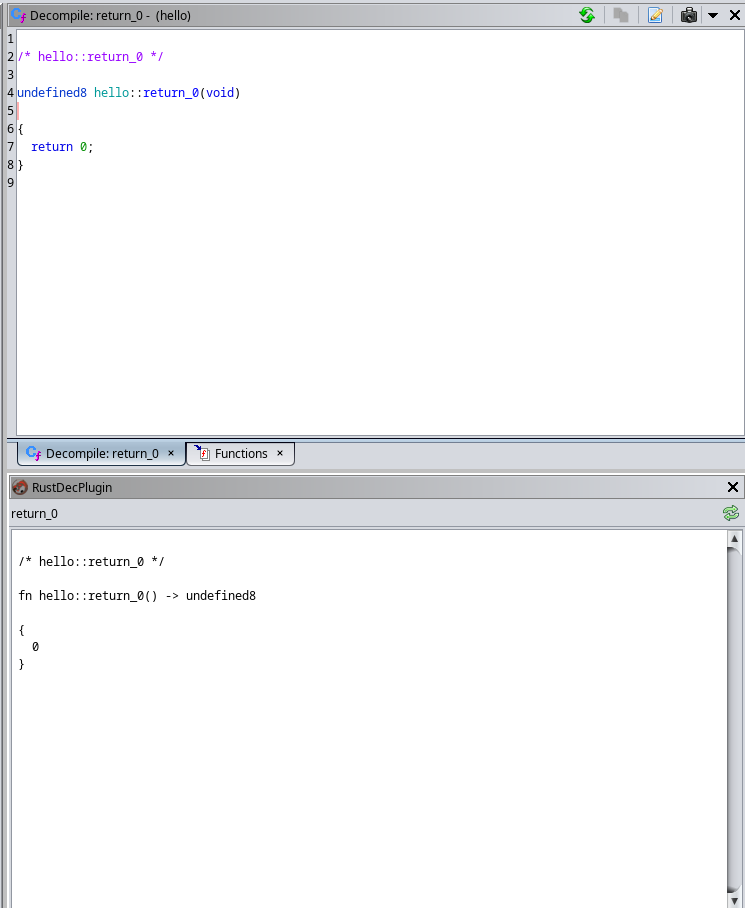 Decompile: return_0 - (hello)
1
2 /* hello::return_0 */
3
4 undefined8 hello::return_0(void)
5
6 {
7   return 0;
8 }
9
Decompile: return_0 ×
Functions ×
RustDecPlugin
return_0
/* hello::return_0 */
fn hello::return_0() -> undefined8
{
  0
}